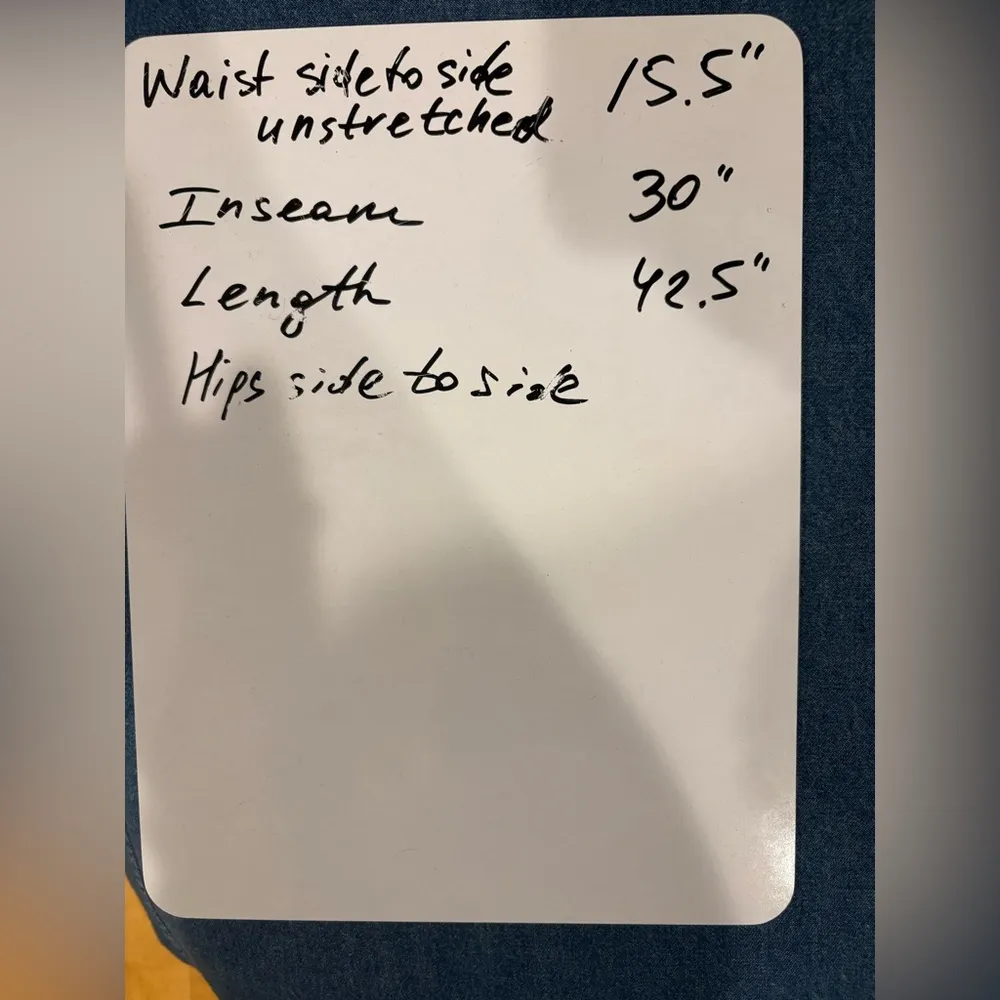 Waist side to side 15.5"
unstretched
Inseam 30"
Length 42.5"
Hips side to side